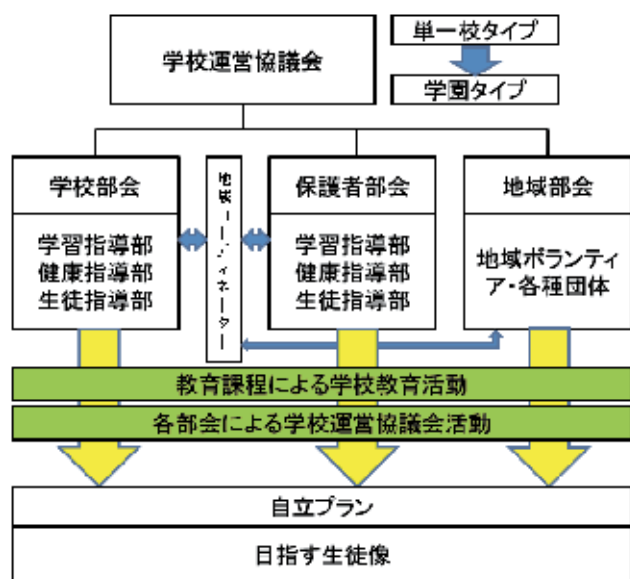 学校運営協議会
単一校タイプ
学園タイプ
学校部会
学習指導部
健康指導部
生徒指導部
地域コーディネーター
保護者部会
学習指導部
健康指導部
生徒指導部
地域部会
地域ボランティ
ア・各種団体
教育課程による学校教育活動
各部会による学校運営協議会活動
自立プラン
目指す生徒像